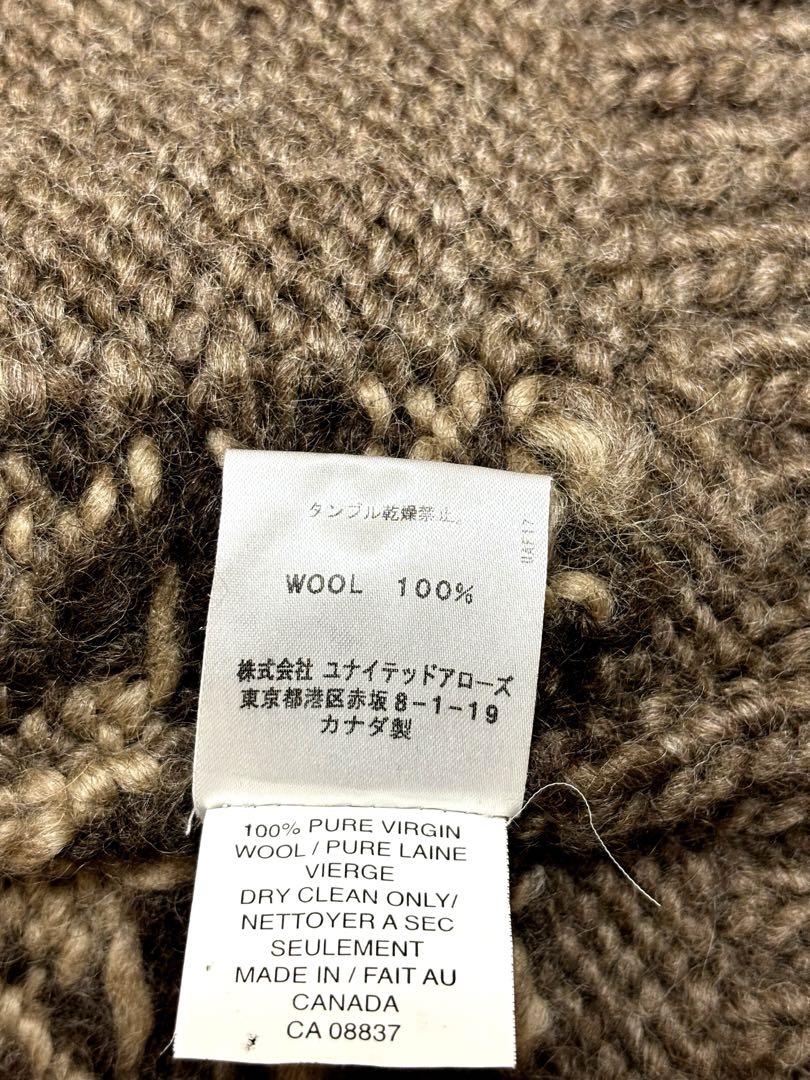 タンブル乾燥禁止。
WOOL 100%
株式会社 ユナイテッドアローズ
東京都港区赤坂8-1-19
カナダ製
100% PURE VIRGIN
WOOL / PURE LAINE
VIERGE
DRY CLEAN ONLY/
NETTOYER A SEC
SEULEMENT
MADE IN / FAIT AU
CANADA
CA 08837